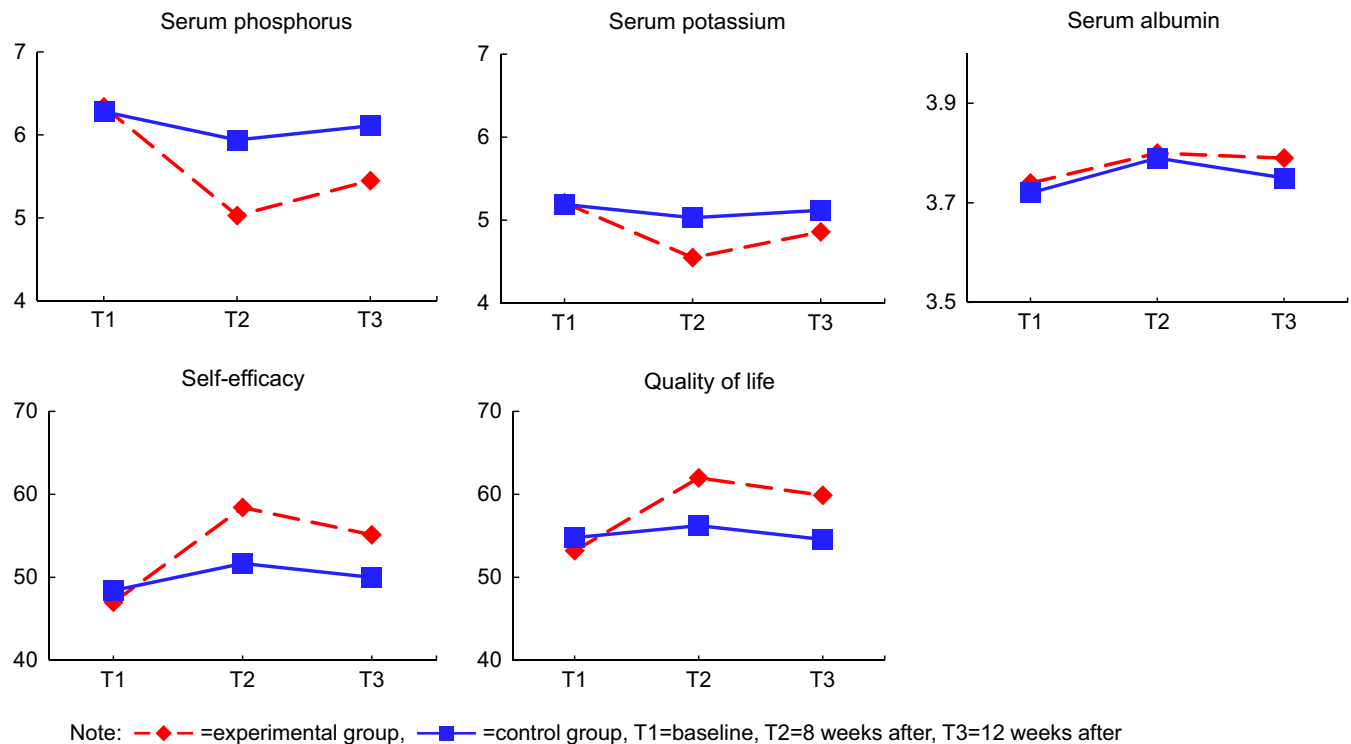 Serum phosphorus
7
6
5
4
T1 T2 T3
Serum potassium
7
6
5
4
T1 T2 T3
Serum albumin
3.9
3.7
3.5
T1 T2 T3
Self-efficacy
70
60
50
40
T1 T2 T3
Quality of life
70
60
50
40
T1 T2 T3
Note: =experimental group, =control group, T1=baseline, T2=8 weeks after, T3=12 weeks after